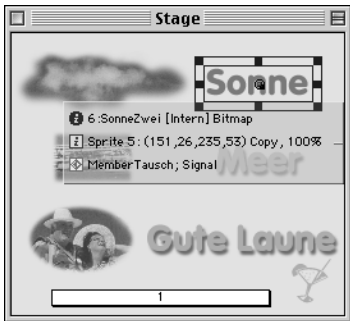 Stage
Sonne
6:SonneZwei [Intern] Bitmap
Sprite 5: (151,26,235,53) Copy, 100%
MemberTausch; Signal
Meer
Gute Laune
1